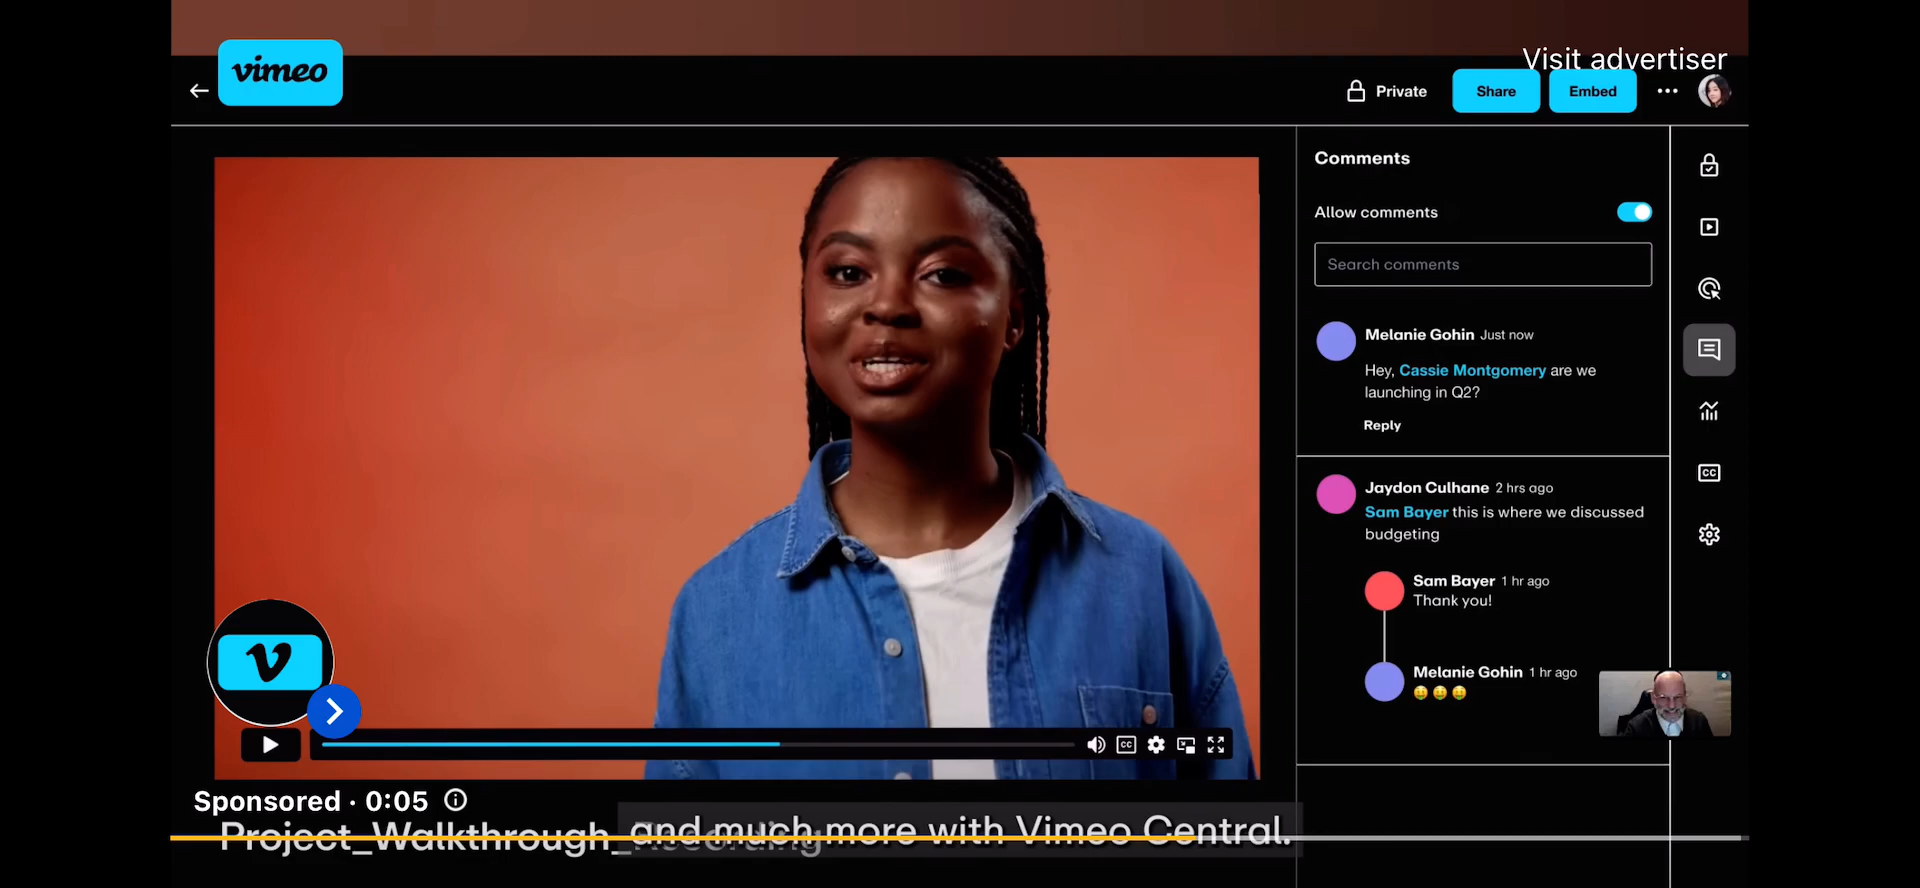 vimeo
Visit advertiser
Private
Share
Embed
Comments
Allow comments
Search comments
Melanie Gohin Just now
Hey, Cassie Montgomery are we
launching in Q2?
Reply
Jaydon Culhane 2 hrs ago
Sam Bayer this is where we discussed
budgeting
Sam Bayer 1 hr ago
Thank you!
Melanie Gohin 1 hr ago
CC
CC
Sponsored · 0:05
Project_Walkthrough_Recording
and much more with Vimeo Central.